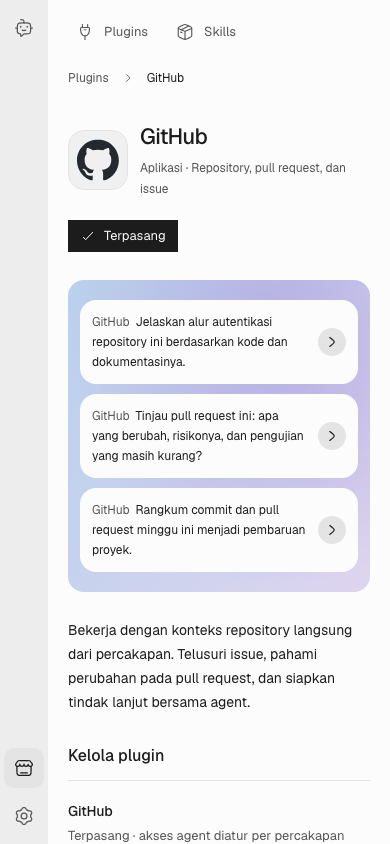 Plugins
Skills
Plugins
GitHub
GitHub
Aplikasi · Repository, pull request, dan
issue
Terpasang
GitHub Jelaskan alur autentikasi
repository ini berdasarkan kode dan
dokumentasinya.
GitHub Tinjau pull request ini: apa
yang berubah, risikonya, dan pengujian
yang masih kurang?
GitHub Rangkum commit dan pull
request minggu ini menjadi pembaruan
proyek.
Bekerja dengan konteks repository langsung
dari percakapan. Telusuri issue, pahami
perubahan pada pull request, dan siapkan
tindak lanjut bersama agent.
Kelola plugin
GitHub
Terpasang · akses agent diatur per percakapan